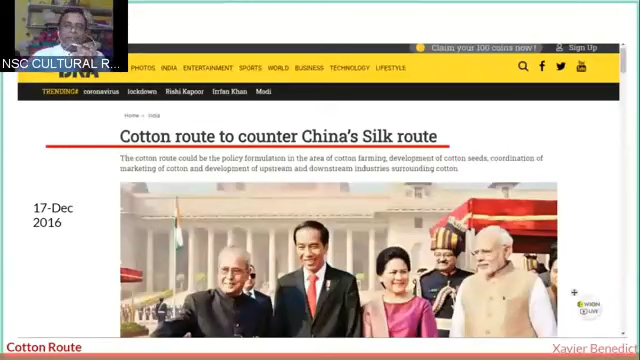 NSC CULTURAL R...
Claim your 100 coins now!
Sign Up
DNA
PHOTOS INDIA ENTERTAINMENT SPORTS WORLD BUSINESS TECHNOLOGY LIFESTYLE
TRENDING# coronavirus lockdown Rishi Kapoor Irrfan Khan Modi
Home » India
Cotton route to counter China's Silk route
The cotton route could be the policy formulation in the area of cotton farming, development of cotton seeds, coordination of
marketing of cotton and development of upstream and downstream industries surrounding cotton
17-Dec
2016
WION
LIVE
Cotton Route
Xavier Benedict